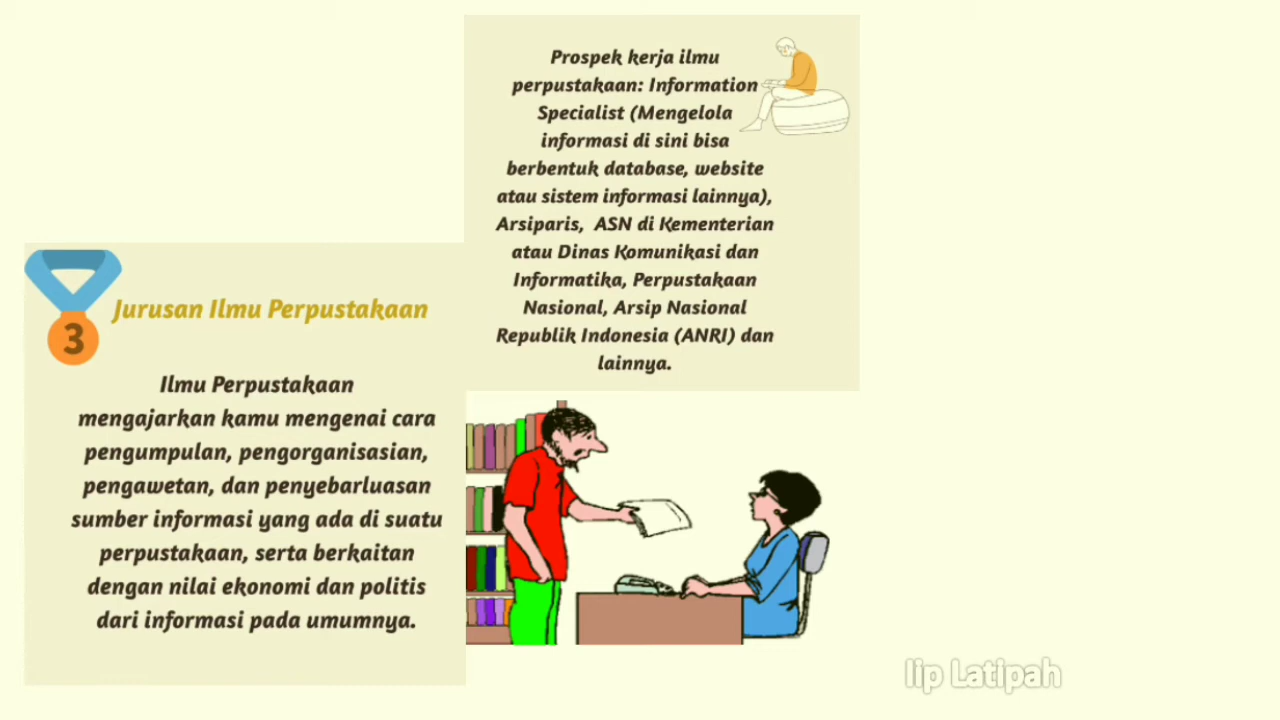 Prospek kerja ilmu
perpustakaan: Information
Specialist (Mengelola
informasi di sini bisa
berbentuk database, website
atau sistem informasi lainnya),
Arsiparis, ASN di Kementerian
atau Dinas Komunikasi dan
Informatika, Perpustakaan
Nasional, Arsip Nasional
Republik Indonesia (ANRI) dan
lainnya.
3
Jurusan Ilmu Perpustakaan
Ilmu Perpustakaan
mengajarkan kamu mengenai cara
pengumpulan, pengorganisasian,
pengawetan, dan penyebarluasan
sumber informasi yang ada di suatu
perpustakaan, serta berkaitan
dengan nilai ekonomi dan politis
dari informasi pada umumnya.
Iip Latipah